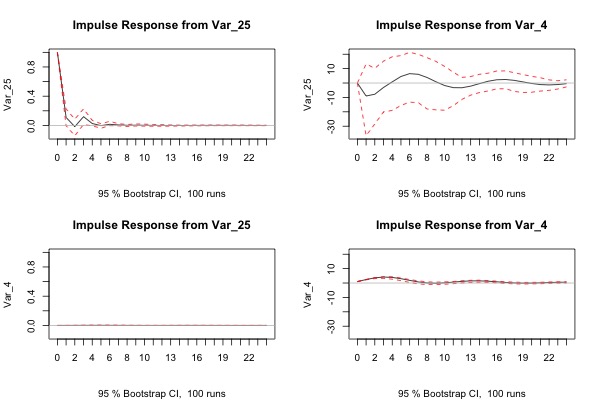 Impulse Response from Var_25
Var_25
0.0 0.4 0.8
0 2 4 6 8 10 13 16 19 22
95 % Bootstrap CI, 100 runs
Impulse Response from Var_4
Var_25
-30 -10 10
0 2 4 6 8 10 13 16 19 22
95 % Bootstrap CI, 100 runs
Impulse Response from Var_25
Var_4
0.0 0.4 0.8
0 2 4 6 8 10 13 16 19 22
95 % Bootstrap CI, 100 runs
Impulse Response from Var_4
Var_4
-30 -10 10
0 2 4 6 8 10 13 16 19 22
95 % Bootstrap CI, 100 runs